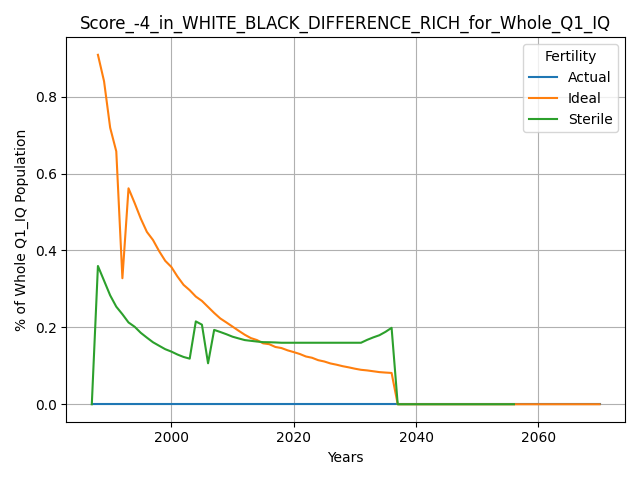 Score_-4_in_WHITE_BLACK_DIFFERENCE_RICH_for_Whole_Q1_IQ
Fertility
Actual
Ideal
Sterile
% of Whole Q1_IQ Population
0.8
0.6
0.4
0.2
0.0
2000
2020
2040
2060
Years